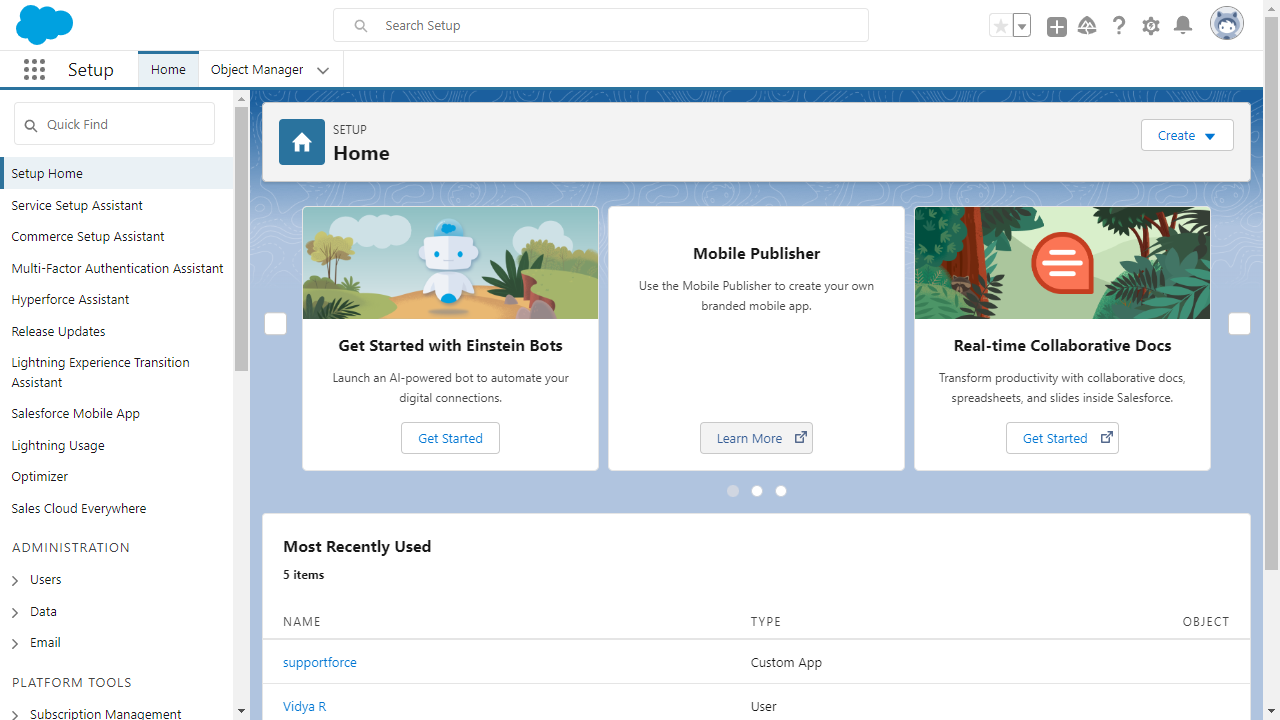 Search Setup
Setup
Home
Object Manager
Quick Find
Setup Home
Service Setup Assistant
Commerce Setup Assistant
Multi-Factor Authentication Assistant
Hyperforce Assistant
Release Updates
Lightning Experience Transition
Assistant
Salesforce Mobile App
Lightning Usage
Optimizer
Sales Cloud Everywhere
ADMINISTRATION
Users
Data
Email
PLATFORM TOOLS
Subscription Management
SETUP
Home
Create
Get Started with Einstein Bots
Launch an AI-powered bot to automate your
digital connections.
Get Started
Mobile Publisher
Use the Mobile Publisher to create your own
branded mobile app.
Learn More
Real-time Collaborative Docs
Transform productivity with collaborative docs,
spreadsheets, and slides inside Salesforce.
Get Started
Most Recently Used
5 items
NAME TYPE OBJECT
supportforce Custom App
Vidya R User